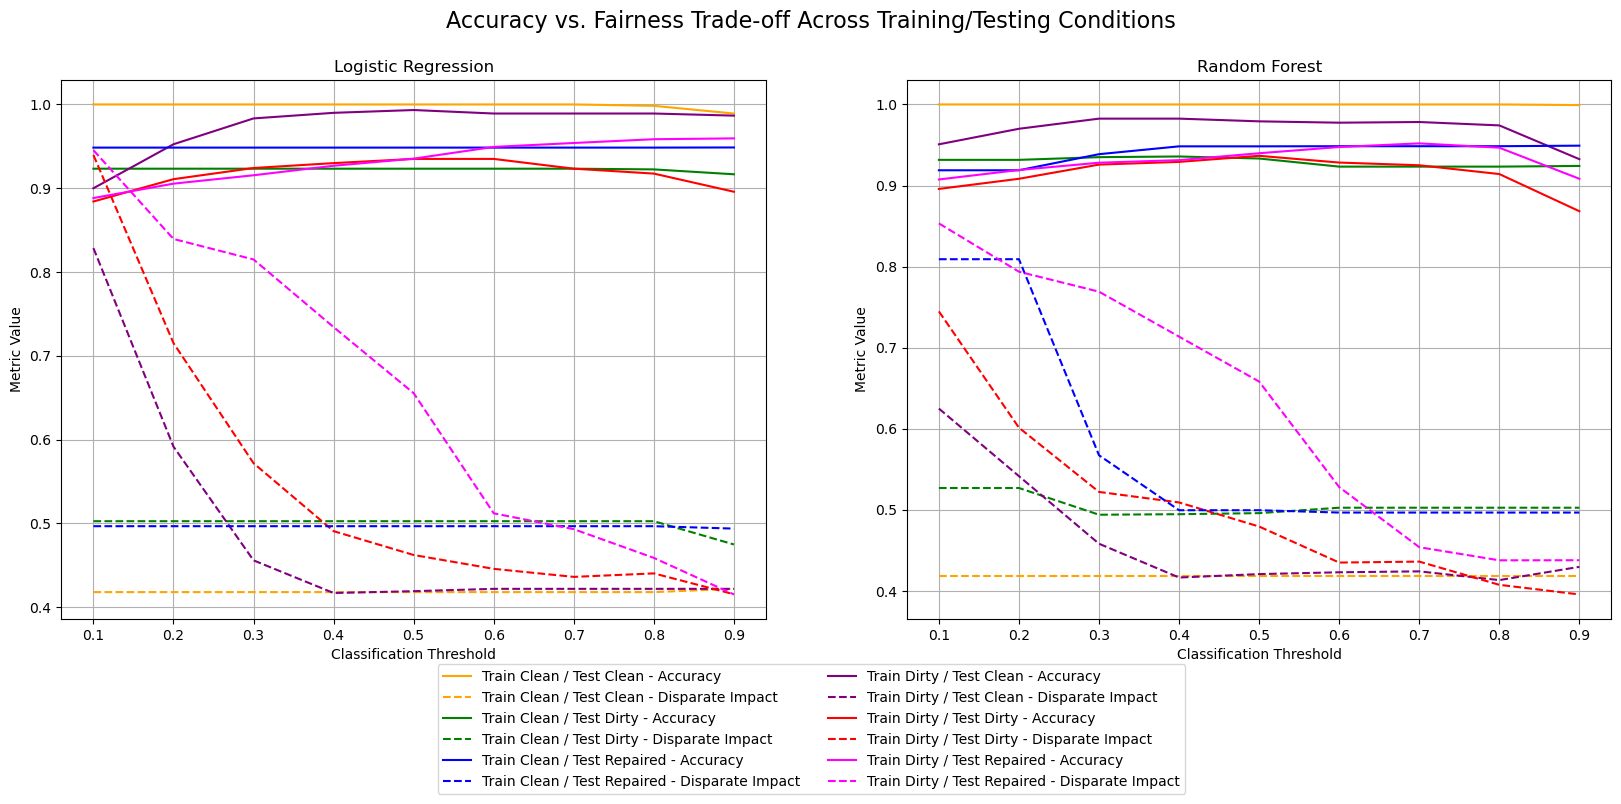 Accuracy vs. Fairness Trade-off Across Training/Testing Conditions
Logistic Regression
Metric Value
1.0
0.9
0.8
0.7
0.6
0.5
0.4
0.1 0.2 0.3 0.4 0.5 0.6 0.7 0.8 0.9
Classification Threshold
Random Forest
Metric Value
1.0
0.9
0.8
0.7
0.6
0.5
0.4
0.1 0.2 0.3 0.4 0.5 0.6 0.7 0.8 0.9
Classification Threshold
Train Clean / Test Clean - Accuracy
Train Clean / Test Clean - Disparate Impact
Train Clean / Test Dirty - Accuracy
Train Clean / Test Dirty - Disparate Impact
Train Clean / Test Repaired - Accuracy
Train Clean / Test Repaired - Disparate Impact
Train Dirty / Test Clean - Accuracy
Train Dirty / Test Clean - Disparate Impact
Train Dirty / Test Dirty - Accuracy
Train Dirty / Test Dirty - Disparate Impact
Train Dirty / Test Repaired - Accuracy
Train Dirty / Test Repaired - Disparate Impact